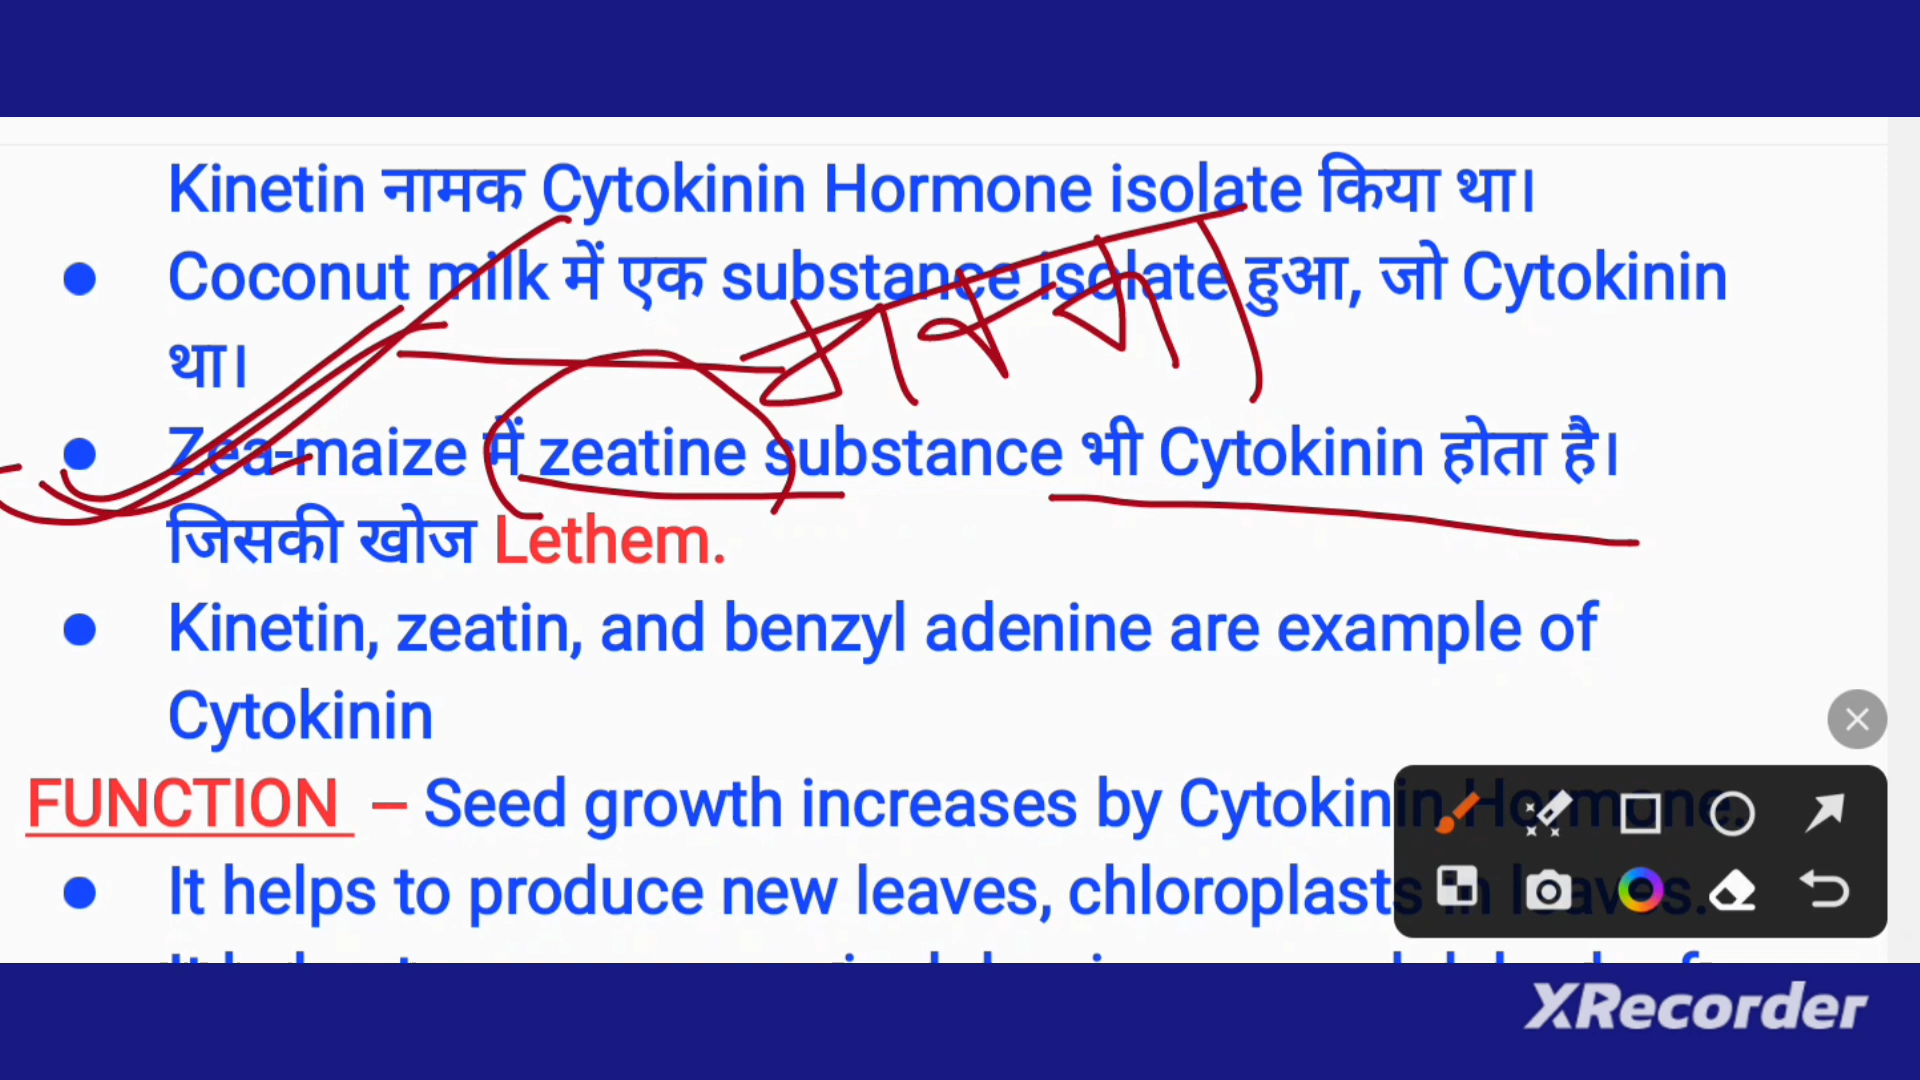 Kinetin नामक Cytokinin Hormone isolate किया था।
Coconut milk में एक substance isolate हुआ, जो Cytokinin
था।
मक्का
Zea-maize में zeatine substance भी Cytokinin होता है।
जिसकी खोज Lethem.
Kinetin, zeatin, and benzyl adenine are example of
Cytokinin
FUNCTION – Seed growth increases by Cytokinin Hormone.
It helps to produce new leaves, chloroplasts in leaves.
XRecorder